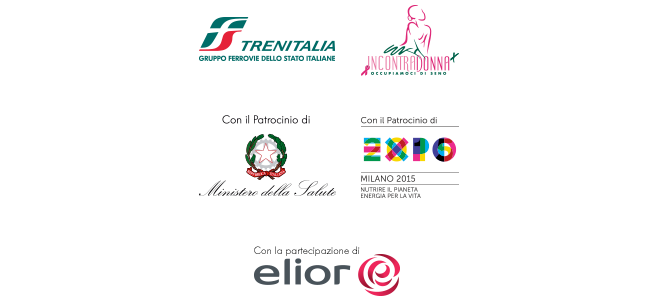 TRENITALIA
GRUPPO FERROVIE DELLO STATO ITALIANE
INCONTRADONNA
OCCUPIAMOCI DI SENO
Con il Patrocinio di
Ministero della Salute
Con il Patrocinio di
EXPO
MILANO 2015
NUTRIRE IL PIANETA
ENERGIA PER LA VITA
Con la partecipazione di
elior